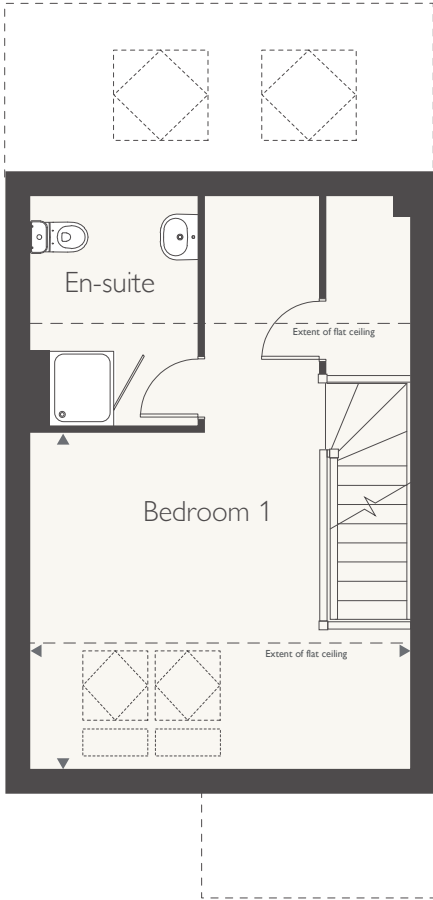 En-suite
Extent of flat ceiling
Bedroom 1
Extent of flat ceiling